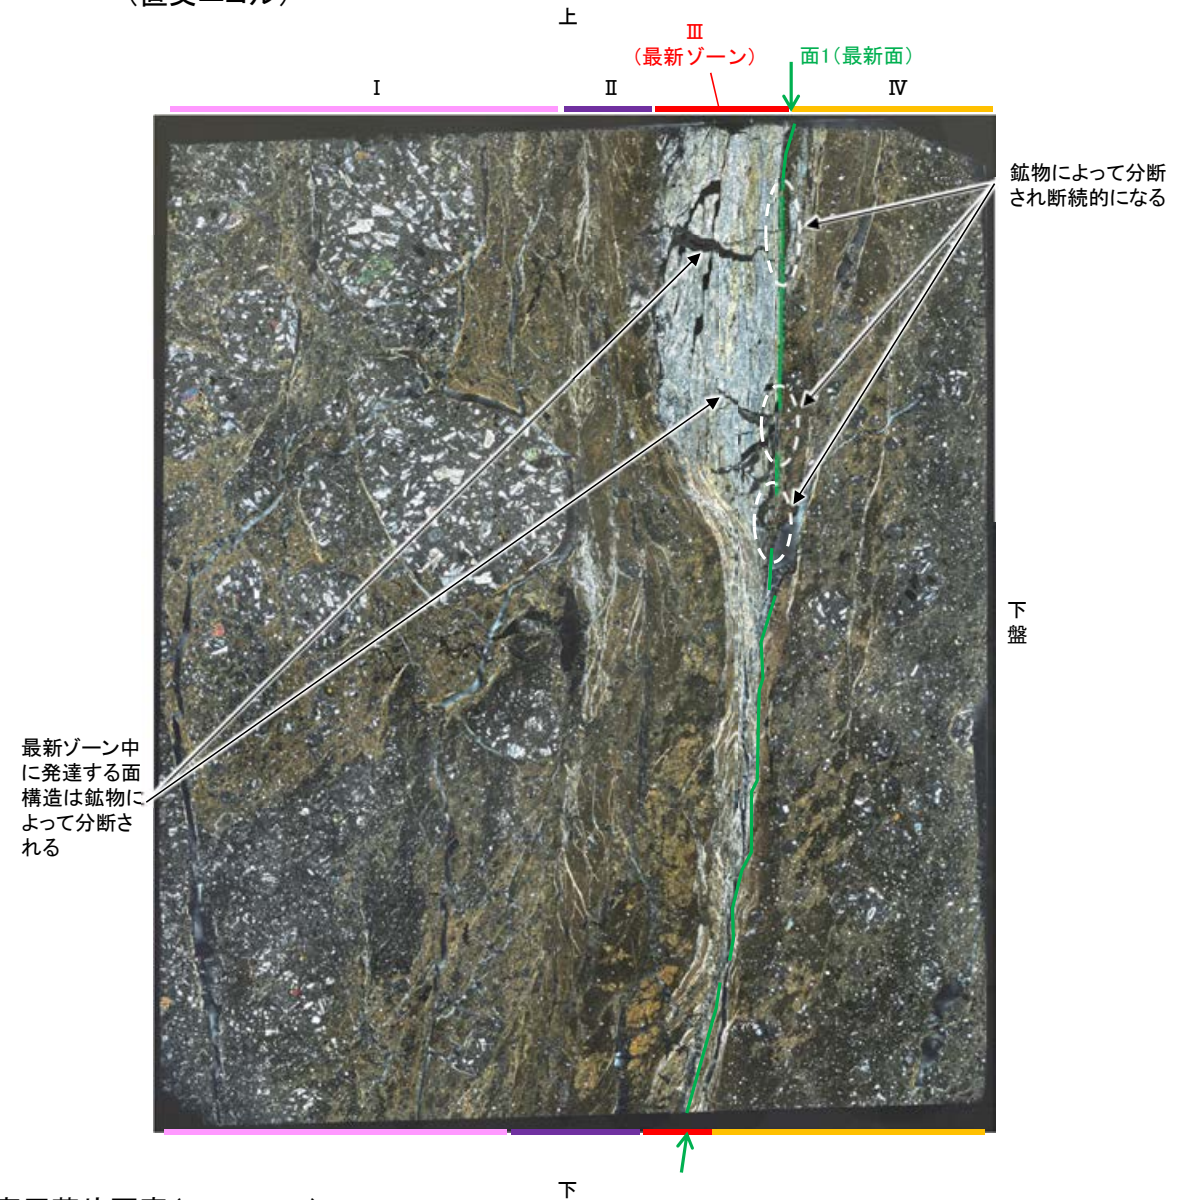 上
Ⅲ
（最新ゾーン）
面1（最新面）
Ⅰ
Ⅱ
Ⅳ
鉱物によって分断
され断続的になる
下
盤
最新ゾーン中
に発達する面
構造は鉱物に
よって分断さ
れる
下